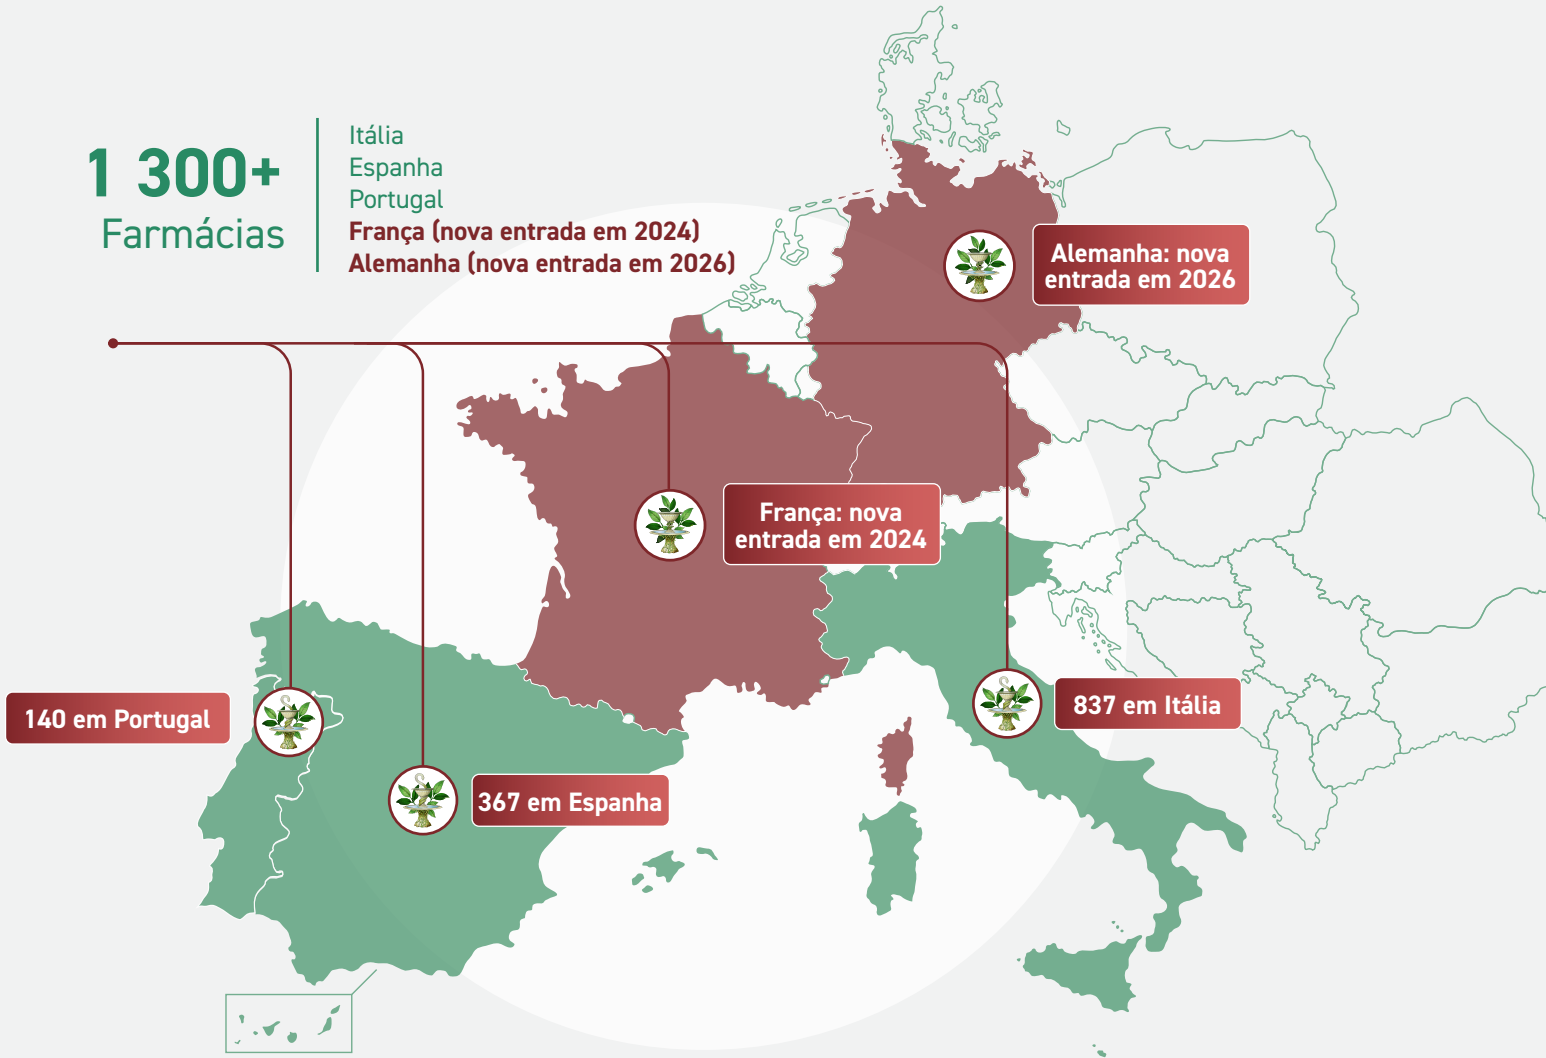 1 300+
Farmácias
Itália
Espanha
Portugal
França (nova entrada em 2024)
Alemanha (nova entrada em 2026)
Alemanha: nova
entrada em 2026
França: nova
entrada em 2024
140 em Portugal
837 em Itália
367 em Espanha